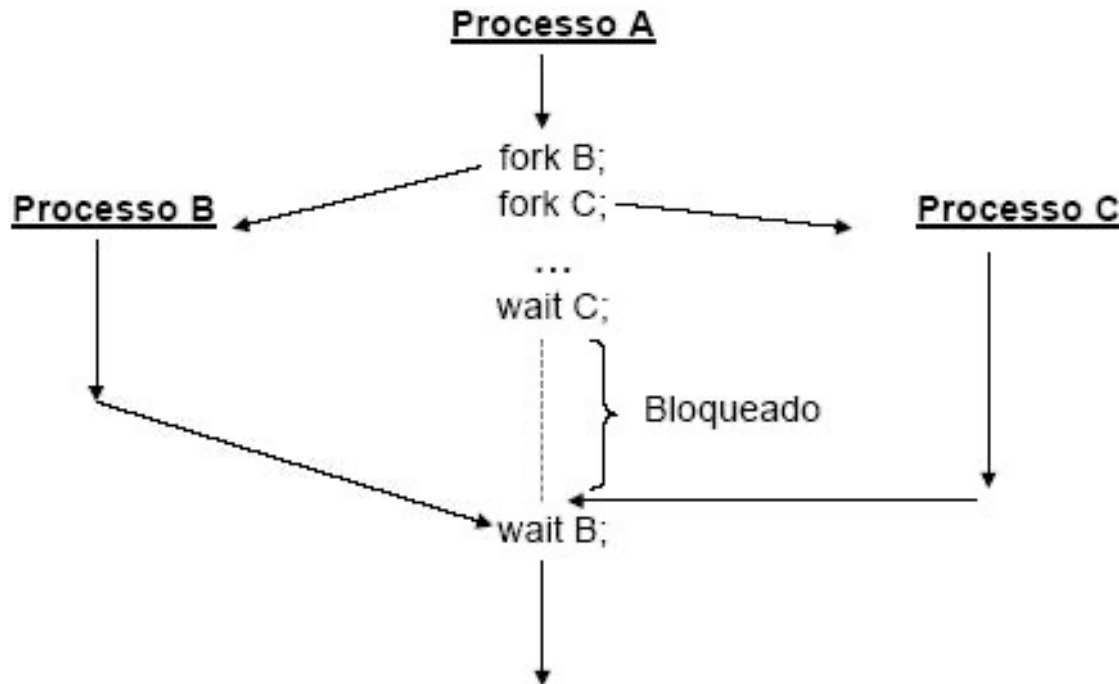 Processo A
fork B;
Processo B
fork C;
Processo C
...
wait C;
Bloqueado
wait B;